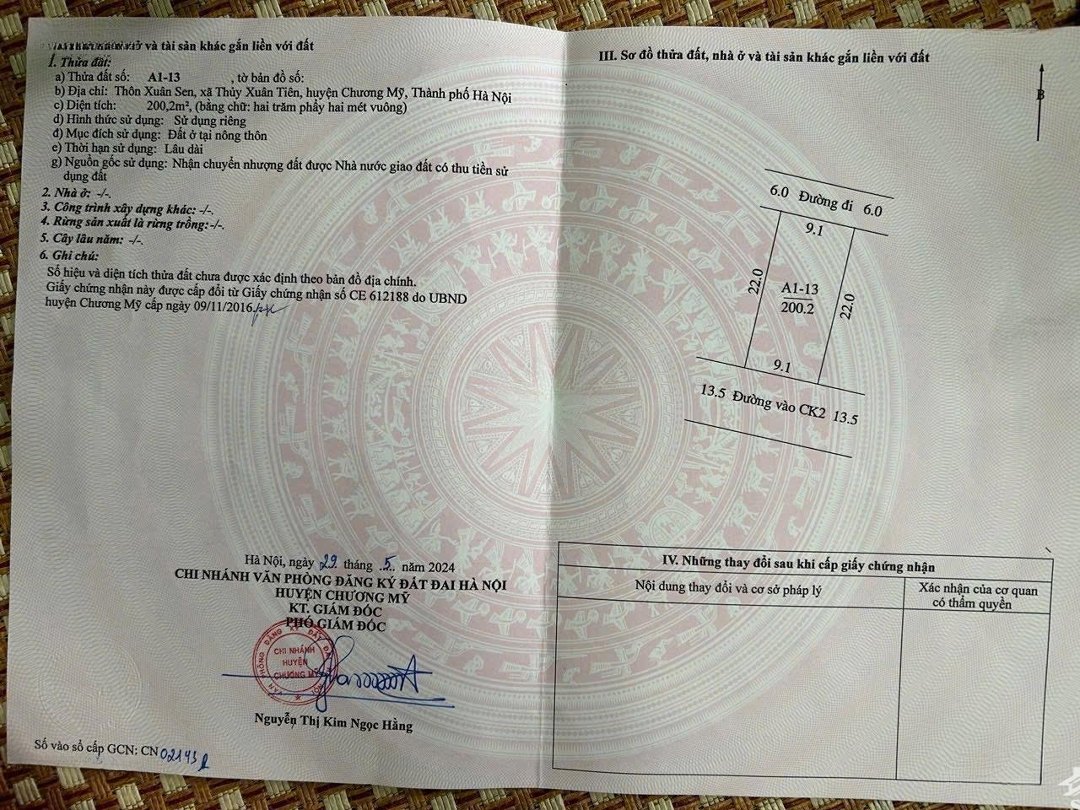 ở và tài sản khác gắn liền với đất
1. Thửa đất:
a) Thửa đất số: A1-13 , tờ bản đồ số:
b) Địa chỉ: Thôn Xuân Sen, xã Thủy Xuân Tiên, huyện Chương Mỹ, Thành phố Hà Nội
c) Diện tích: 200,2m², (bằng chữ: hai trăm phẩy hai mét vuông)
d) Hình thức sử dụng: Sử dụng riêng
đ) Mục đích sử dụng: Đất ở tại nông thôn
e) Thời hạn sử dụng: Lâu dài
g) Nguồn gốc sử dụng: Nhận chuyển nhượng đất được Nhà nước giao đất có thu tiền sử
dụng đất
2. Nhà ở: -/-.
3. Công trình xây dựng khác: -/-.
4. Rừng sản xuất là rừng trồng:-/-.
5. Cây lâu năm: -/-.
6. Ghi chú:
Số hiệu và diện tích thửa đất chưa được xác định theo bản đồ địa chính.
Giấy chứng nhận này được cấp đổi từ Giấy chứng nhận số CE 612188 do UBND
huyện Chương Mỹ cấp ngày 09/11/2016.
Hà Nội, ngày 29 tháng .5. năm 2024
CHI NHÁNH VĂN PHÒNG ĐĂNG KÝ ĐẤT ĐAI HÀ NỘI
HUYỆN CHƯƠNG MỸ
KT. GIÁM ĐỐC
PHÓ GIÁM ĐỐC
VĂN PHÒNG ĐĂNG KÝ ĐẤT ĐAI HÀ NỘI
CHI NHÁNH
HUYỆN
CHƯƠNG MỸ
Nguyễn Thị Kim Ngọc Hằng
Số vào sổ cấp GCN: CN 02143
III. Sơ đồ thửa đất, nhà ở và tài sản khác gắn liền với đất
B
6.0 Đường đi 6.0
9.1
22.0
A1-13
200.2
22.0
9.1
13.5 Đường vào CK2 13.5
IV. Những thay đổi sau khi cấp giấy chứng nhận
Nội dung thay đổi và cơ sở pháp lý
Xác nhận của cơ quan
có thẩm quyền